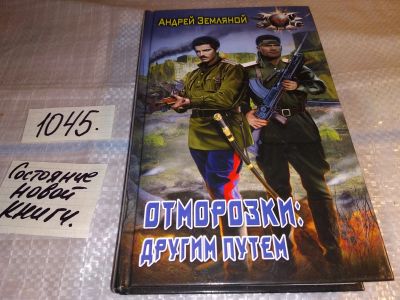 Андрей Земляной
1045.
Состояние
новой
книги.
ОТМОРОЗКИ:
ДРУГИМ ПУТЕМ